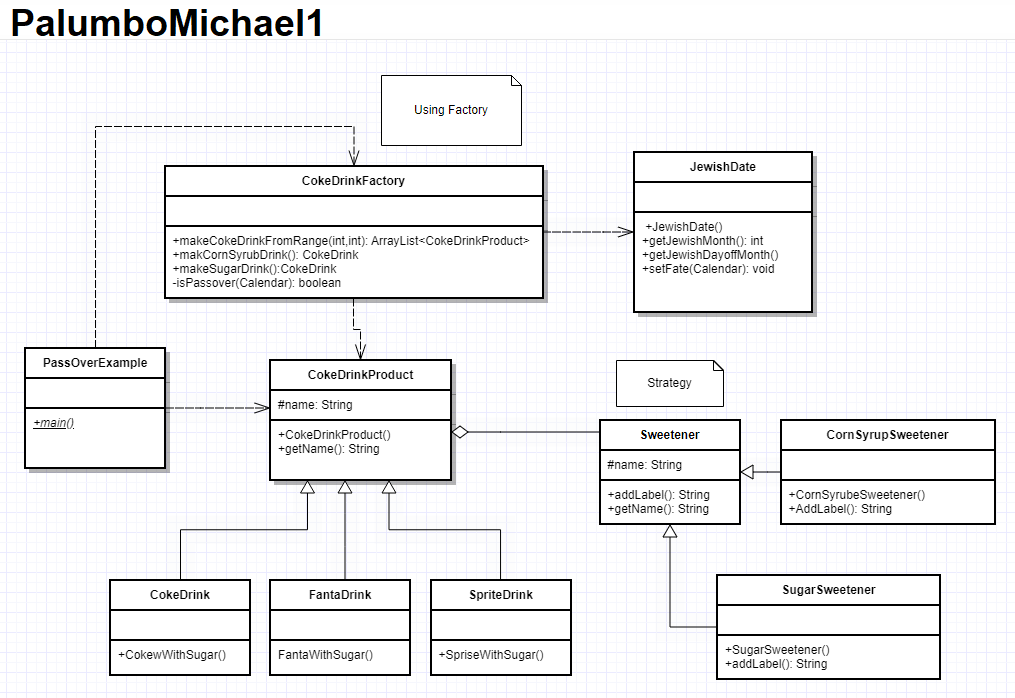 PalumboMichael1
Using Factory
CokeDrinkFactory
+makeCokeDrinkFromRange(int,int): ArrayList<CokeDrinkProduct>
+makCornSyrubDrink(): CokeDrink
+makeSugarDrink():CokeDrink
-isPassover(Calendar): boolean
JewishDate
+JewishDate()
+getJewishMonth(): int
+getJewishDayoffMonth()
+setFate(Calendar): void
PassOverExample
+main()
CokeDrinkProduct
#name: String
+CokeDrinkProduct()
+getName(): String
Strategy
Sweetener
#name: String
+addLabel(): String
+getName(): String
CornSyrupSweetener
+CornSyrubeSweetener()
+AddLabel(): String
CokeDrink
+CokewWithSugar()
FantaDrink
FantaWithSugar()
SpriteDrink
+SpriseWithSugar()
SugarSweetener
+SugarSweetener()
+addLabel(): String